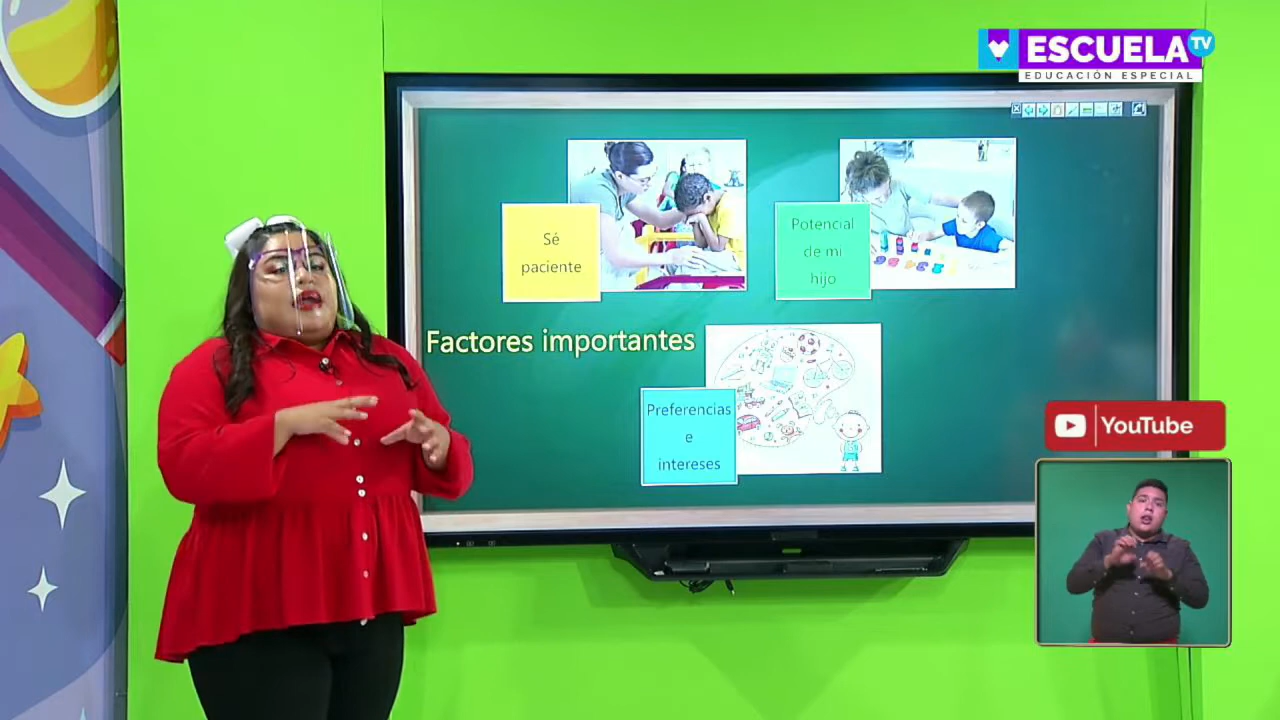 ESCUELA TV
EDUCACIÓN ESPECIAL
Sé
paciente
Potencial
de mi
hijo
Factores importantes
Preferencias
e
intereses
YouTube